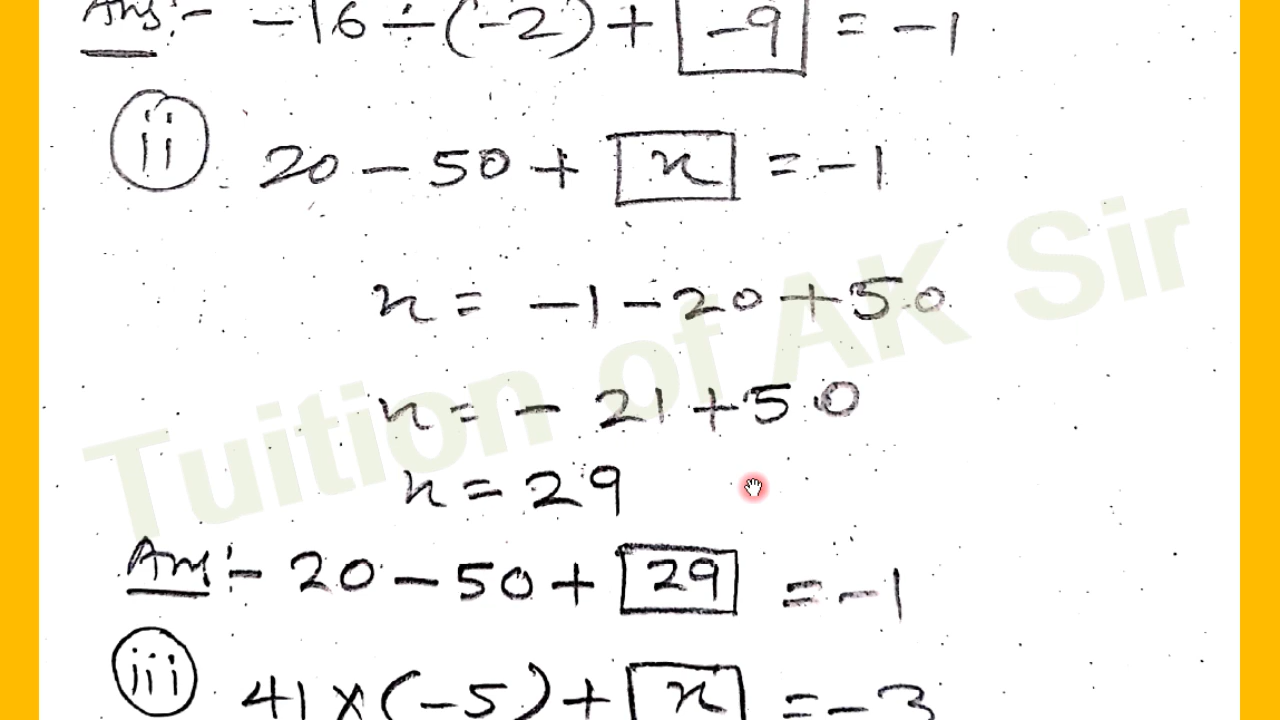 Ans :- -16 ÷ (-2) + -9 = -1
ii 20 - 50 + x = -1
x = -1 - 20 + 50
x = - 21 + 50
x = 29
Ans :- 20 - 50 + 29 = -1
iii 41 × (-5) + x = -3
Tuition of AK Sir